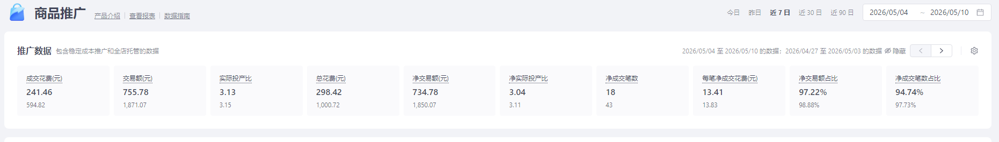 商品推广 产品介绍 查看报表 数据指南 今日 昨日 近 7 日 近 30 日 近 90 日 2026/05/04 ~ 2026/05/10
推广数据 包含稳定成本推广和全店托管的数据 2026/05/04 至 2026/05/10 的数据；2026/04/27 至 2026/05/03 的数据 隐藏
成交花费(元) 交易额(元) 实际投产比 总花费(元) 净交易额(元) 净实际投产比 净成交笔数 每笔净成交花费(元) 净交易额占比 净成交笔数占比
241.46 755.78 3.13 298.42 734.78 3.04 18 13.41 97.22% 94.74%
594.82 1,871.07 3.15 1,000.72 1,850.07 3.11 43 13.83 98.88% 97.73%